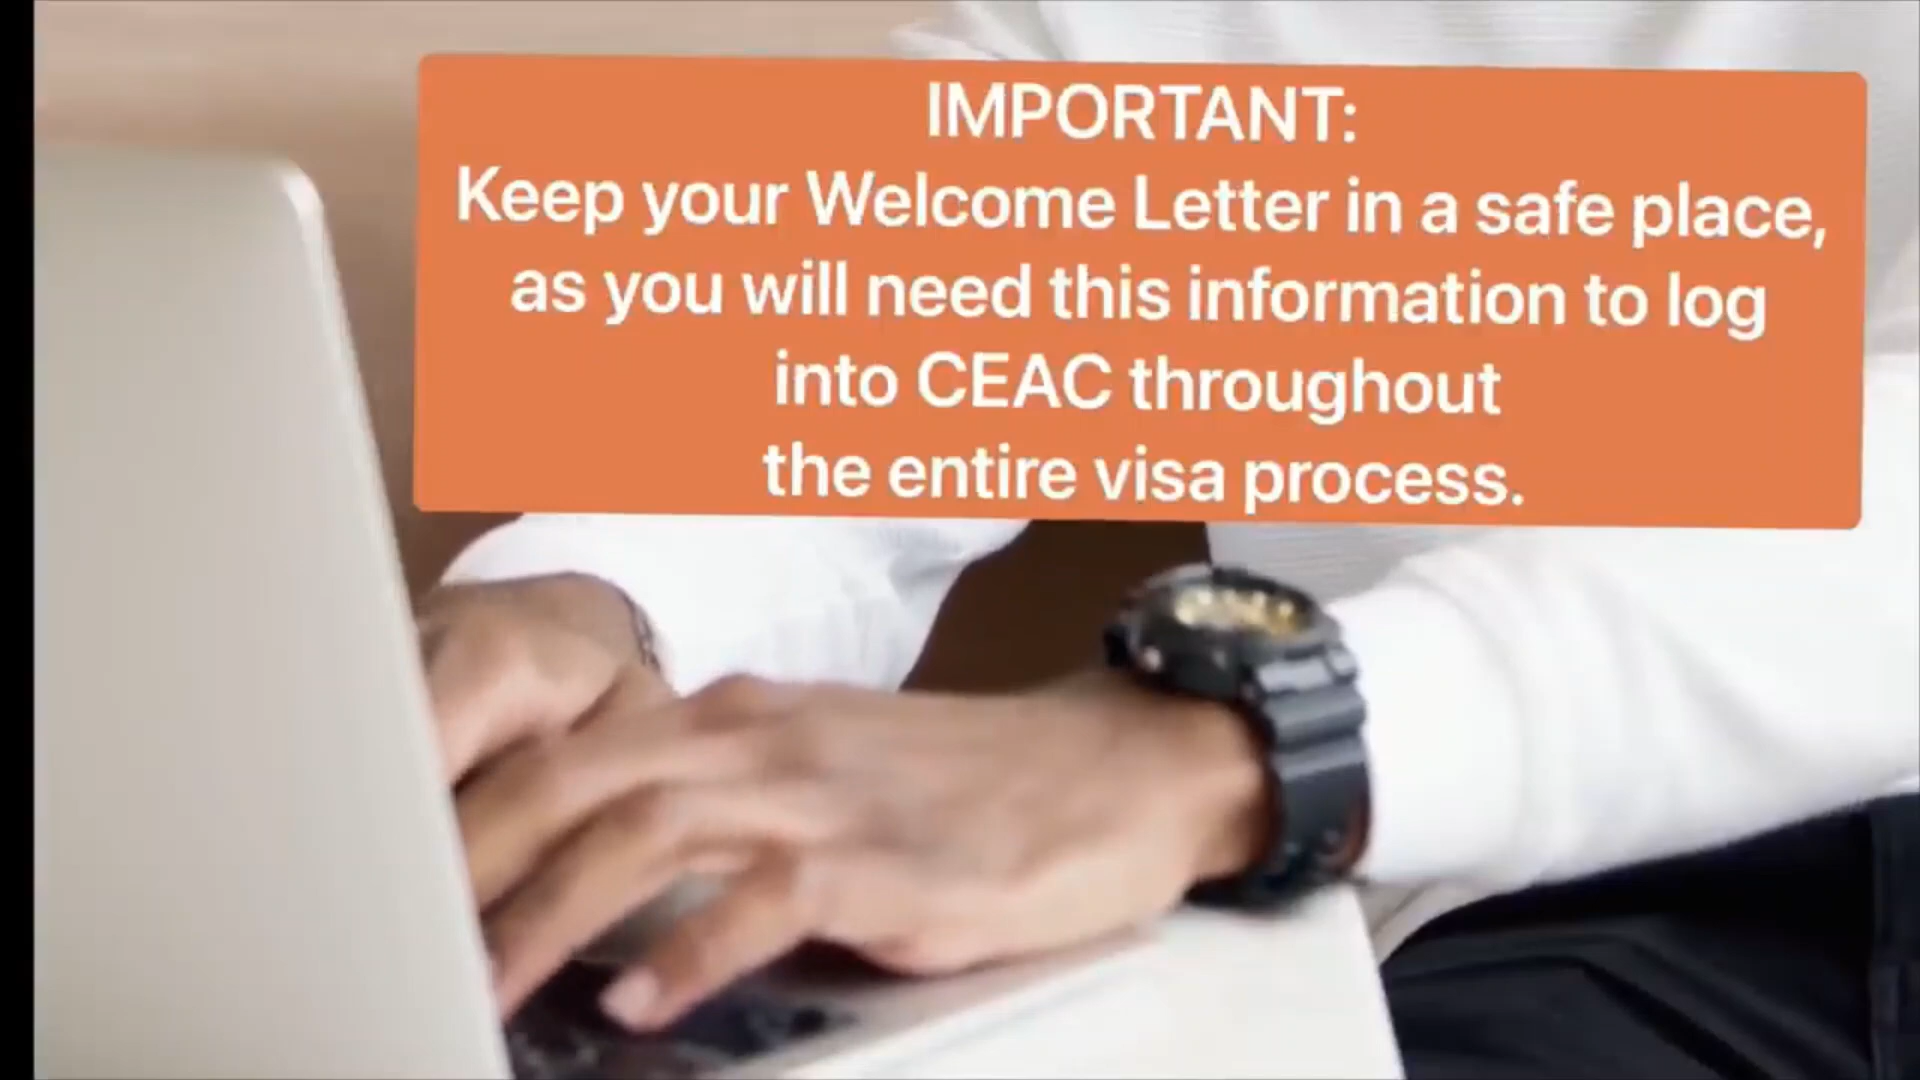 IMPORTANT:
Keep your Welcome Letter in a safe place,
as you will need this information to log
into CEAC throughout
the entire visa process.